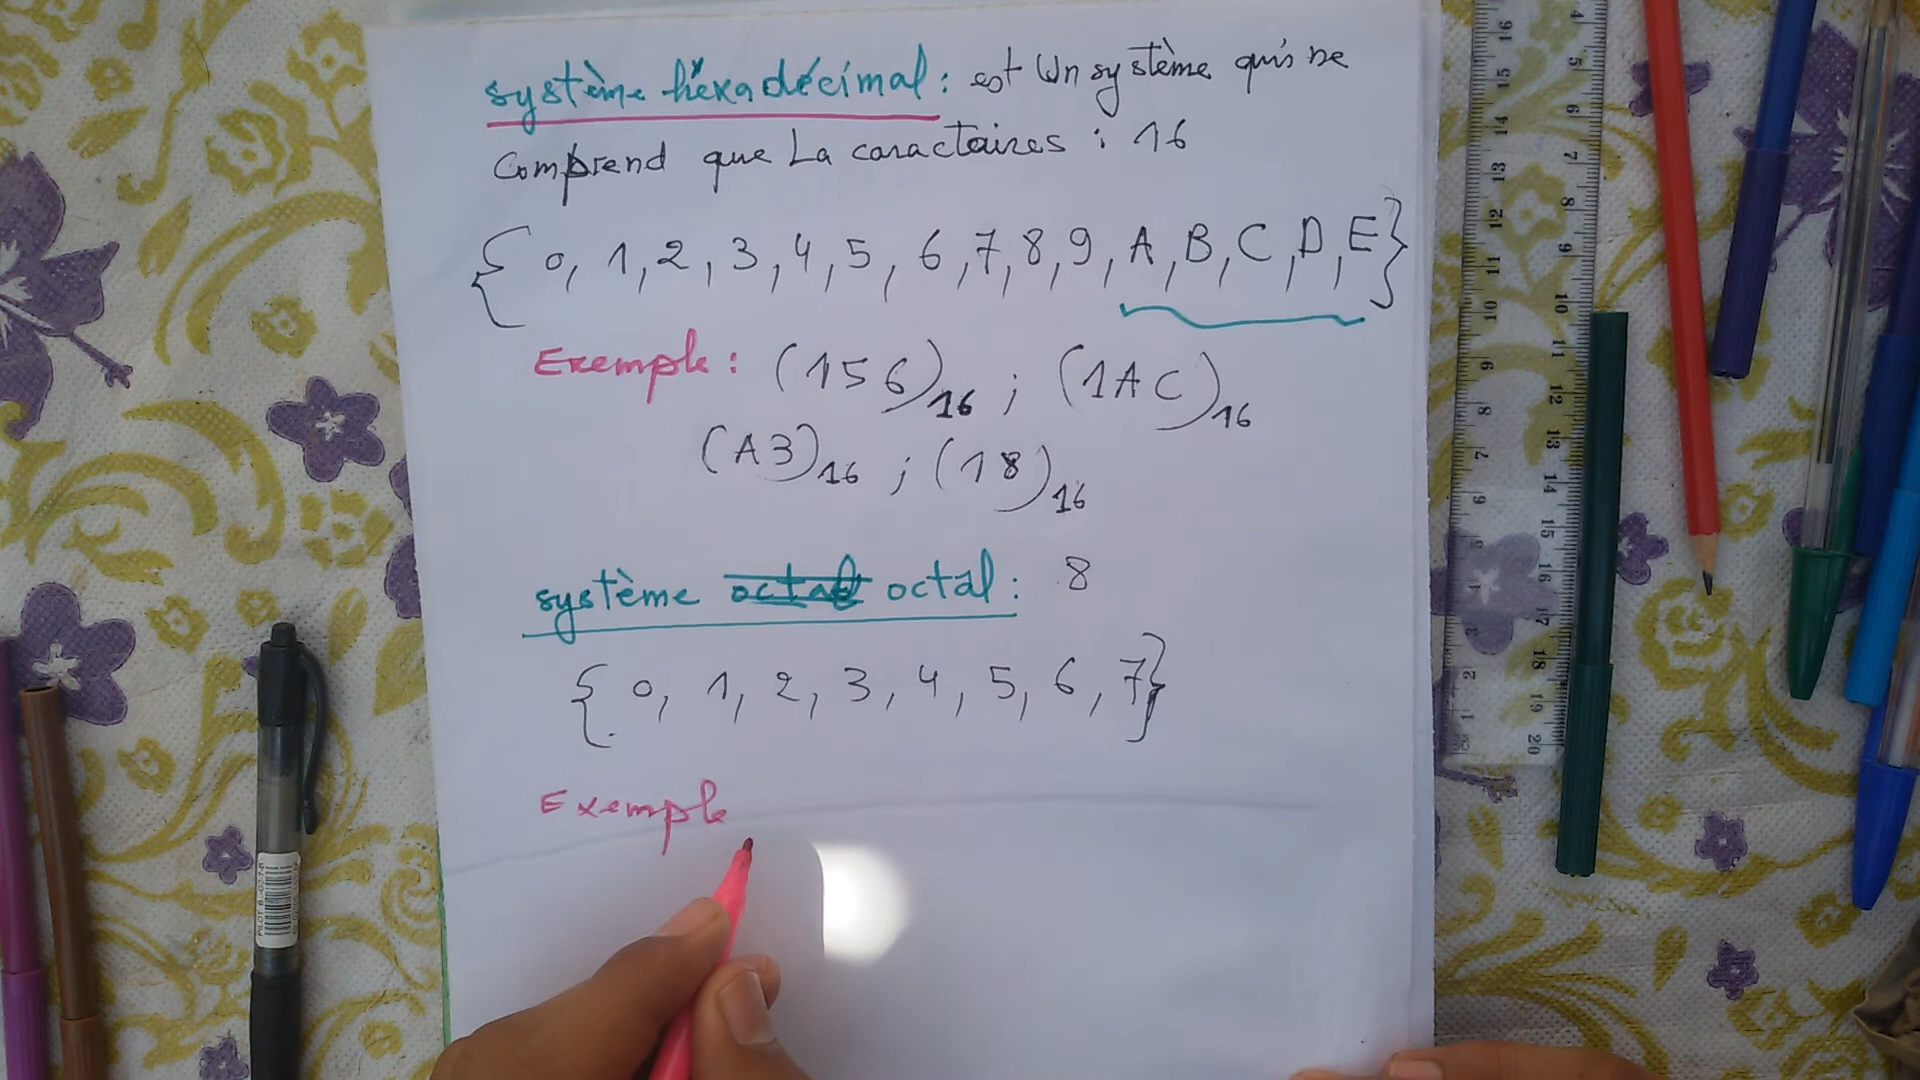 système héxadécimal : est Un système qui ne
Comprend que La caractaires : 16
{ 0, 1, 2, 3, 4, 5, 6, 7, 8, 9, A, B, C, D, E }
Exemple : (156)16 ; (1AC)16
(A3)16 ; (18)16
système octal octal : 8
{ 0, 1, 2, 3, 4, 5, 6, 7 }
Exemple